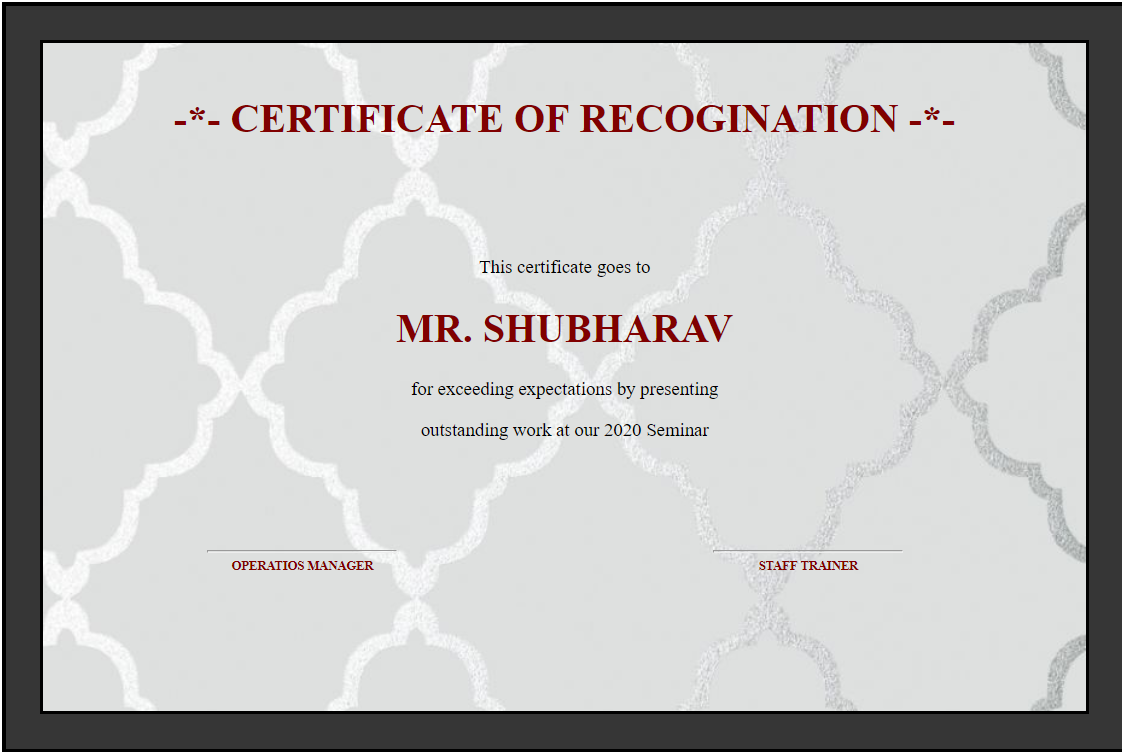 -*- CERTIFICATE OF RECOGINATION -*-
This certificate goes to
MR. SHUBHARAV
for exceeding expectations by presenting
outstanding work at our 2020 Seminar
OPERATIOS MANAGER
STAFF TRAINER